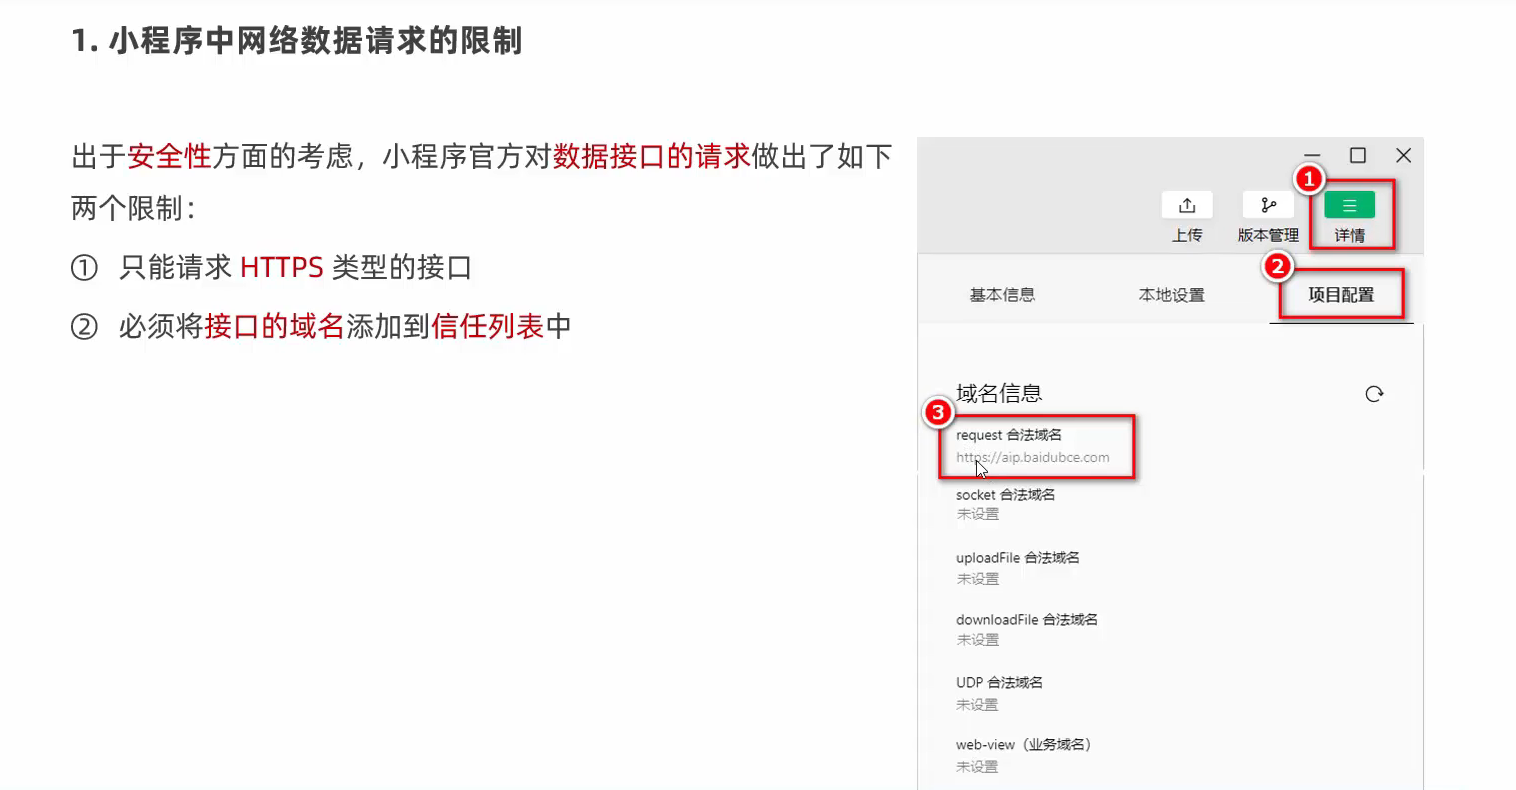 1. 小程序中网络数据请求的限制
出于安全性方面的考虑，小程序官方对数据接口的请求做出了如下
两个限制：
① 只能请求 HTTPS 类型的接口
② 必须将接口的域名添加到信任列表中
1
上传
版本管理
详情
2
基本信息
本地设置
项目配置
域名信息
3
request 合法域名
https://aip.baidubce.com
socket 合法域名
未设置
uploadFile 合法域名
未设置
downloadFile 合法域名
未设置
UDP 合法域名
未设置
web-view（业务域名）
未设置